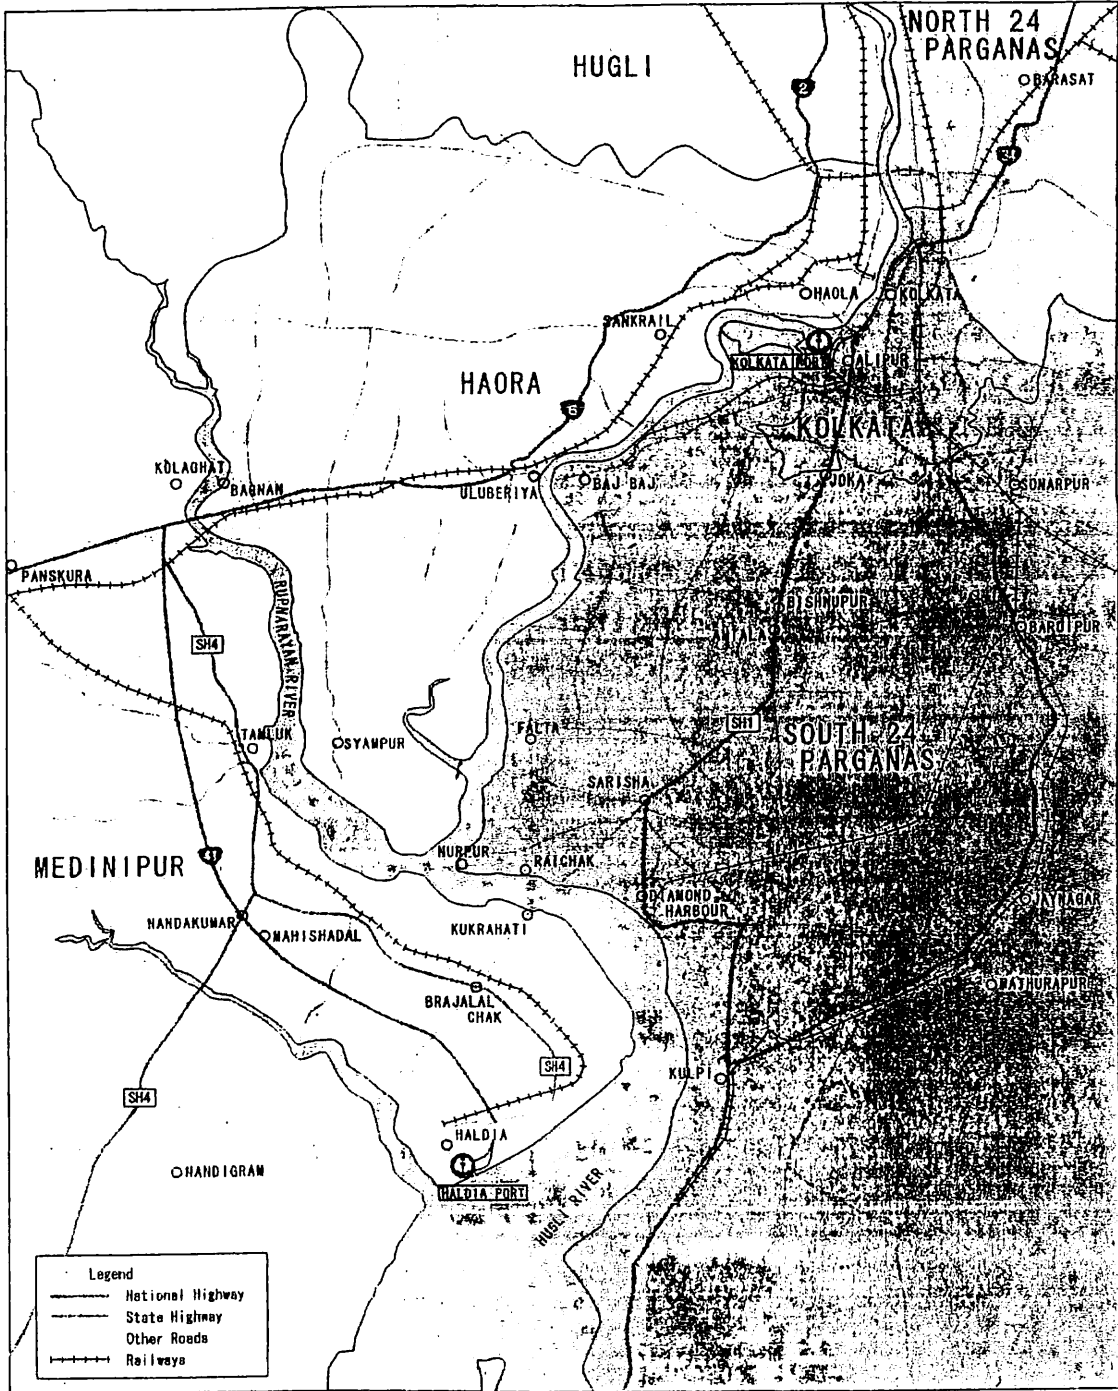 NORTH 24
PARGANAS
HUGLI
2
BARASAT
34
HAOLA
KOLKATA
SANKRAIL
KOLKATA PORT
ALIPUR
HAORA
6
KOLKATA
KOLAGHAT
BAGNAN
ULUBERIYA
BAJ BAJ
JOKA
SONARPUR
PANSKURA
RUPNARAYAN RIVER
BISHNUPUR
AMTALA
BARUIPUR
SH4
TAMLUK
SYAMPUR
FALTA
SH1
SOUTH 24
PARGANAS
SARISHA
MEDINIPUR
41
NURPUR
RAICHAK
DIAMOND
HARBOUR
JAYNAGAR
NANDAKUMAR
MAHISHADAL
KUKRAHATI
BRAJALAL
CHAK
MATHURAPUR
SH4
KULPI
SH4
HALDIA
NANDIGRAM
HALDIA PORT
HUGLI RIVER
Legend
National Highway
State Highway
Other Roads
Railways